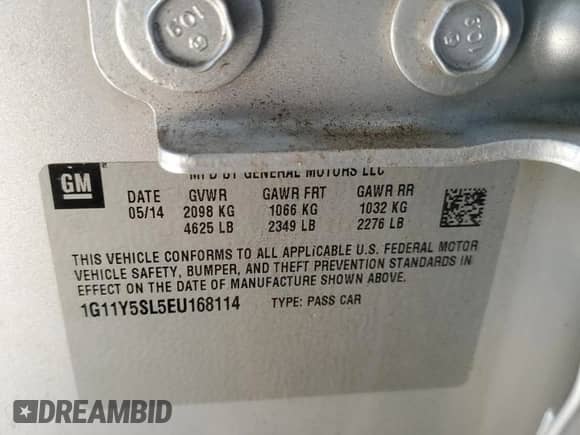 109
103
MFD BY GENERAL MOTORS LLC
GM
DATE GVWR GAWR FRT GAWR RR
05/14 2098 KG 1066 KG 1032 KG
4625 LB 2349 LB 2276 LB
THIS VEHICLE CONFORMS TO ALL APPLICABLE U.S. FEDERAL MOTOR
VEHICLE SAFETY, BUMPER, AND THEFT PREVENTION STANDARDS IN
EFFECT ON THE DATE OF MANUFACTURE SHOWN ABOVE.
1G11Y5SL5EU168114 TYPE: PASS CAR
DREAMBID